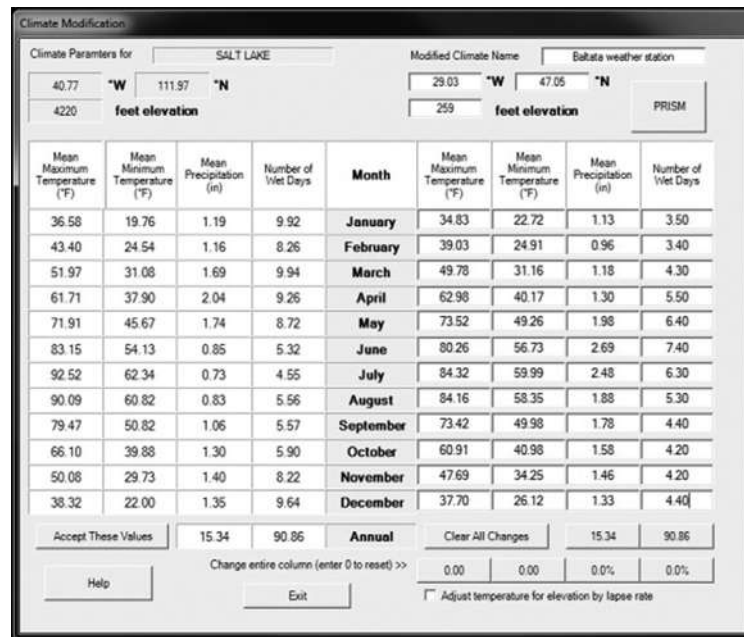 Climate Modification
Climate Paramters for SALT LAKE Modified Climate Name Baltata weather station
40.77 °W 111.97 °N 29.03 °W 47.05 °N
4220 feet elevation 259 feet elevation PRISM
Mean Maximum Temperature (°F) Mean Minimum Temperature (°F) Mean Precipitation (in) Number of Wet Days Month Mean Maximum Temperature (°F) Mean Minimum Temperature (°F) Mean Precipitation (in) Number of Wet Days
36.58 19.76 1.19 9.92 January 34.83 22.72 1.13 3.50
43.40 24.54 1.16 8.26 February 39.03 24.91 0.96 3.40
51.97 31.08 1.69 9.94 March 49.78 31.16 1.18 4.30
61.71 37.90 2.04 9.26 April 62.98 40.17 1.30 5.50
71.91 45.67 1.74 8.72 May 73.52 49.26 1.98 6.40
83.15 54.13 0.85 5.32 June 80.26 56.73 2.69 7.40
92.52 62.34 0.73 4.55 July 84.32 59.99 2.48 6.30
90.09 60.82 0.83 5.56 August 84.16 58.35 1.88 5.30
79.47 50.82 1.06 5.57 September 73.42 49.98 1.78 4.40
66.10 39.88 1.30 5.90 October 60.91 40.98 1.58 4.20
50.08 29.73 1.40 8.22 November 47.69 34.25 1.46 4.20
38.32 22.00 1.35 9.64 December 37.70 26.12 1.33 4.40
Accept These Values 15.34 90.86 Annual Clear All Changes 15.34 90.86
Change entire column (enter 0 to reset) >> 0.00 0.00 0.0% 0.0%
Help Exit Adjust temperature for elevation by lapse rate